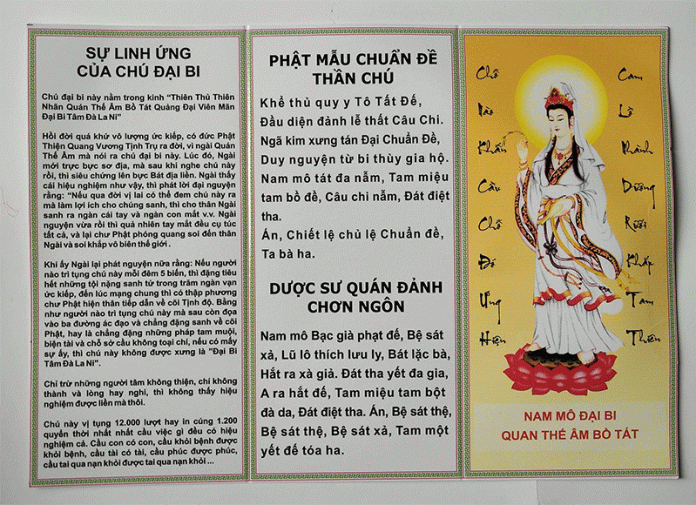 SỰ LINH ỨNG
CỦA CHÚ ĐẠI BI
Chú đại bi này nằm trong kinh "Thiên Thủ Thiên
Nhãn Quán Thế Âm Bồ Tát Quảng Đại Viên Mãn
Đại Bi Tâm Đà La Ni"
Hồi đời quá khứ vô lượng ức kiếp, có đức Phật
Thiện Quang Vương Tịnh Trụ ra đời, vì ngài Quán
Thế Âm mà nói ra chú đại bi này. Lúc đó, Ngài
mới trực bực sơ địa, mà sau khi nghe chú này
rồi, thì siêu chứng lên bực Bát địa liền. Ngài thấy
cái hiệu nghiệm như vậy, thì phát lời đại nguyện
rằng: "Nếu qua đời vị lai có thể đem chú này ra
mà làm lợi ích cho chúng sanh, thì cho thân Ngài
sanh ra ngàn cái tay và ngàn con mắt v.v. Ngài
nguyện vừa rồi thì quả nhiên tay mắt đều cụ túc
tất cả, và lại chư Phật phóng quang soi đến thân
Ngài và soi khắp vô biên thế giới.
Khi ấy Ngài lại phát nguyện nữa rằng: Nếu người
nào trì tụng chú này mỗi đêm 5 biến, thì đặng tiêu
hết những tội nặng sanh tử trong trăm ngàn vạn
ức kiếp, đến lúc mạng chung thì có thập phương
chư Phật hiện thân tiếp dẫn về cõi Tịnh độ. Bằng
như người nào trì tụng chú này mà sau còn đọa
vào ba đường ác đạo và chẳng đặng sanh về cõi
Phật, hay là chẳng đặng những pháp tam muội,
biện tài và chỗ sở cầu không toại chí, nếu có mấy
sự ấy, thì chú này không được xưng là "Đại Bi
Tâm Đà La Ni".
Chỉ trừ những người tâm không thiện, chí không
thành và lòng hay nghi, thì không thấy hiệu
nghiệm được liền mà thôi.
Chú này vị tụng 12.000 lượt hay in cúng 1.200
quyển thời nhất nhất cầu việc gì đều có hiệu
nghiệm cả. Cầu con có con, cầu khỏi bệnh được
khỏi bệnh, cầu tài có tài, cầu phúc được phúc,
cầu tai qua nạn khỏi được tai qua nạn khỏi ...
PHẬT MẪU CHUẨN ĐỀ
THẦN CHÚ
Khể thủ quy y Tô Tất Đế,
Đầu diện đảnh lễ thất Câu Chi.
Ngã kim xưng tán Đại Chuẩn Đề,
Duy nguyện từ bi thùy gia hộ.
Nam mô tát đa nẫm, Tam miệu
tam bồ đề, Câu chi nẫm, Đát điệt
tha.
Án, Chiết lệ chủ lệ Chuẩn đề,
Ta bà ha.
DƯỢC SƯ QUÁN ĐẢNH
CHƠN NGÔN
Nam mô Bạc già phạt đế, Bệ sát
xả, Lũ lô thích lưu ly, Bát lặc bà,
Hắt ra xà giả. Đát tha yết đa gia,
A ra hắt đế, Tam miệu tam bột
đà da, Đát điệt tha. Án, Bệ sát thệ,
Bệ sát thệ, Bệ sát xả, Tam một
yết đế tóa ha.
Chổ
Nào
Khẩn
Cầu
Chổ
Đó
Ứng
Hiện
Cam
Lồ
Nhành
Dương
Rưới
Khắp
Tam
Thiên
NAM MÔ ĐẠI BI
QUAN THẾ ÂM BỒ TÁT